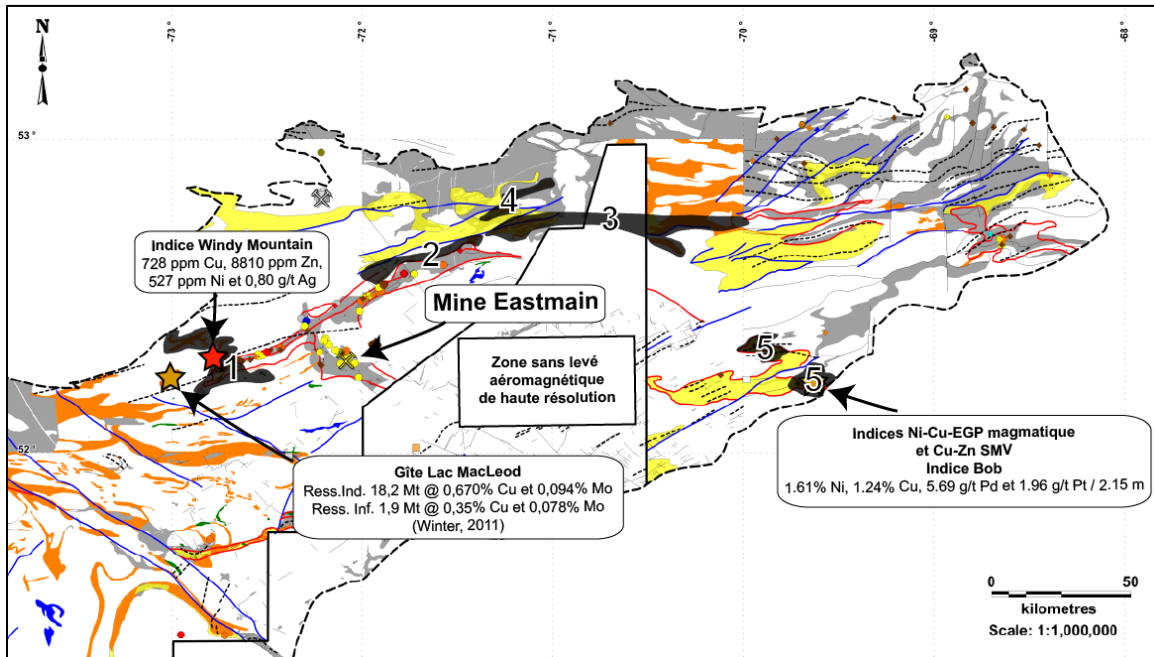 N
-73
-72
-71
-70
-69
-68
53 °
52 °
4
3
2
Indice Windy Mountain
728 ppm Cu, 8810 ppm Zn,
527 ppm Ni et 0,80 g/t Ag
Mine Eastmain
1
Zone sans levé
aéromagnétique
de haute résolution
5
5
Indices Ni-Cu-EGP magmatique
et Cu-Zn SMV
Indice Bob
1.61% Ni, 1.24% Cu, 5.69 g/t Pd et 1.96 g/t Pt / 2.15 m
Gîte Lac MacLeod
Ress.Ind. 18,2 Mt @ 0,670% Cu et 0,094% Mo
Ress. Inf. 1,9 Mt @ 0,35% Cu et 0,078% Mo
(Winter, 2011)
0 50
kilometres
Scale: 1:1,000,000